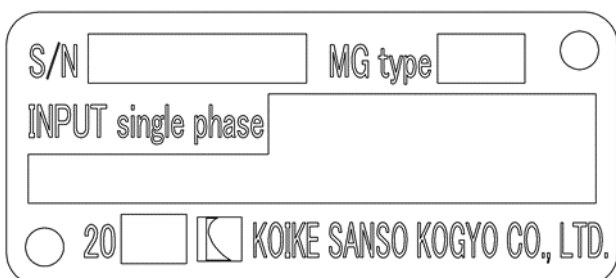 S/N MG type
INPUT single phase
20 KOIKE SANSO KOGYO CO., LTD.